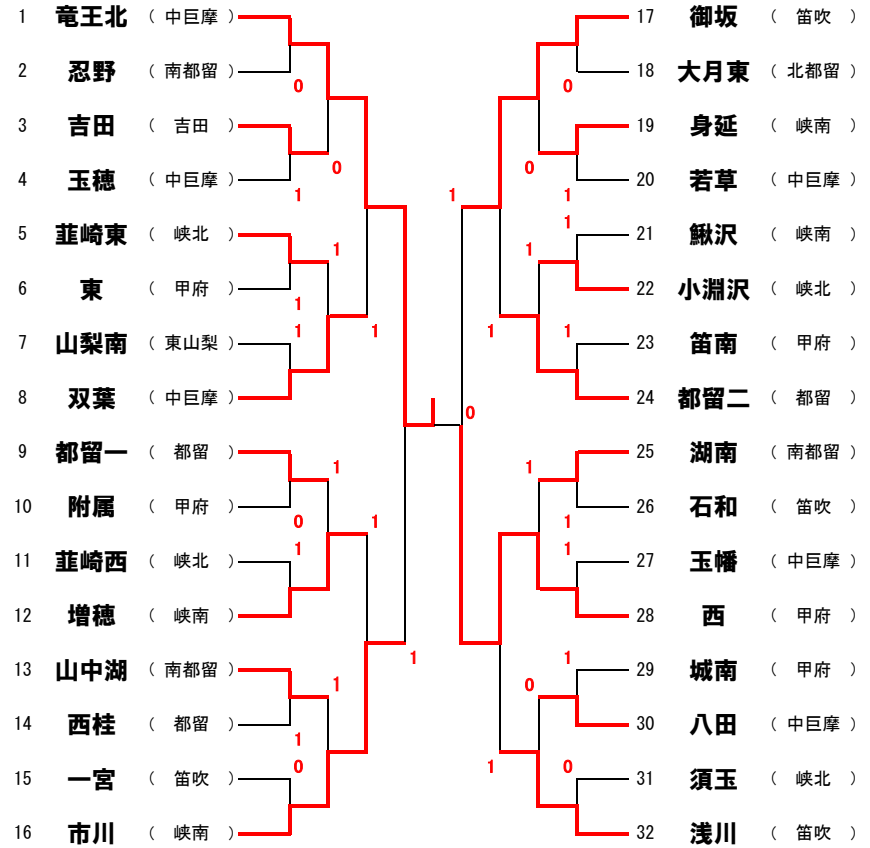 1 竜王北 （ 中巨摩 ）
2 忍野 （ 南都留 ）
0
3 吉田 （ 吉田 ）
0
4 玉穂 （ 中巨摩 ）
1
5 韮崎東 （ 峡北 ）
1
6 東 （ 甲府 ）
1
7 山梨南 （ 東山梨 ）
1
1
8 双葉 （ 中巨摩 ）
9 都留一 （ 都留 ）
1
10 附属 （ 甲府 ）
0
1
11 韮崎西 （ 峡北 ）
1
12 増穂 （ 峡南 ）
1
13 山中湖 （ 南都留 ）
1
14 西桂 （ 都留 ）
1
15 一宮 （ 笛吹 ）
0
16 市川 （ 峡南 ）
17 御坂 （ 笛吹 ）
18 大月東 （ 北都留 ）
0
19 身延 （ 峡南 ）
0
20 若草 （ 中巨摩 ）
1
1
1
21 鰍沢 （ 峡南 ）
1
22 小淵沢 （ 峡北 ）
23 笛南 （ 甲府 ）
1
1
24 都留二 （ 都留 ）
0
25 湖南 （ 南都留 ）
1
26 石和 （ 笛吹 ）
1
1
27 玉幡 （ 中巨摩 ）
28 西 （ 甲府 ）
29 城南 （ 甲府 ）
1
0
30 八田 （ 中巨摩 ）
31 須玉 （ 峡北 ）
1
0
32 浅川 （ 笛吹 ）